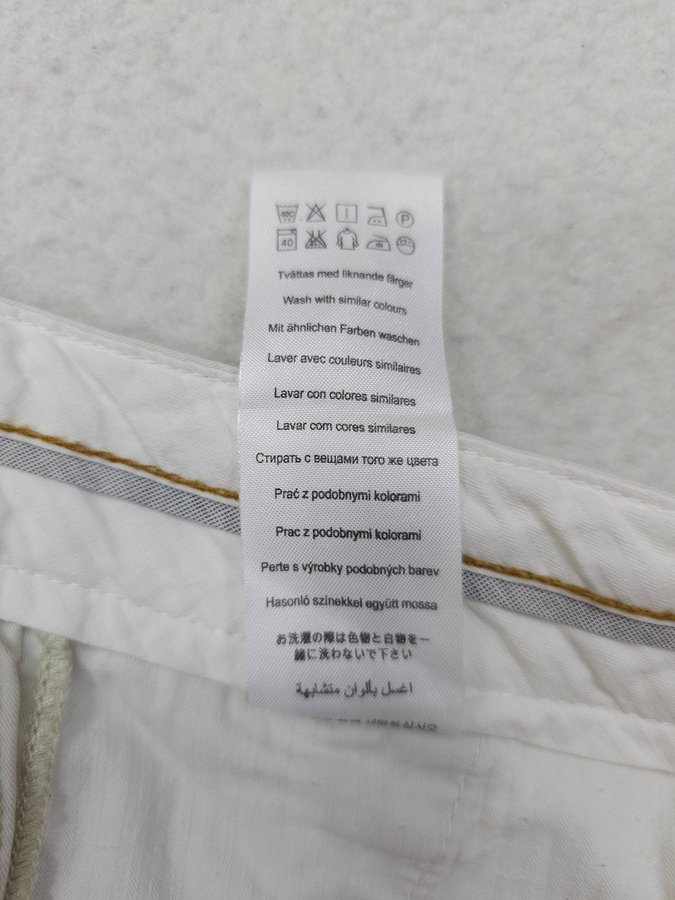 40C P
40
Tvättas med liknande färger
Wash with similar colours
Mit ähnlichen Farben waschen
Laver avec couleurs similaires
Lavar con colores similares
Lavar com cores similares
Стирать с вещами того же цвета
Prać z podobnymi kolorami
Prac z podobnymi kolorami
Perte s výrobky podobných barev
Hasonló szinekkel együtt mossa
お洗濯の際は色物と白物を一
緒に洗わないで下さい
اغسل بألوان متشابهة